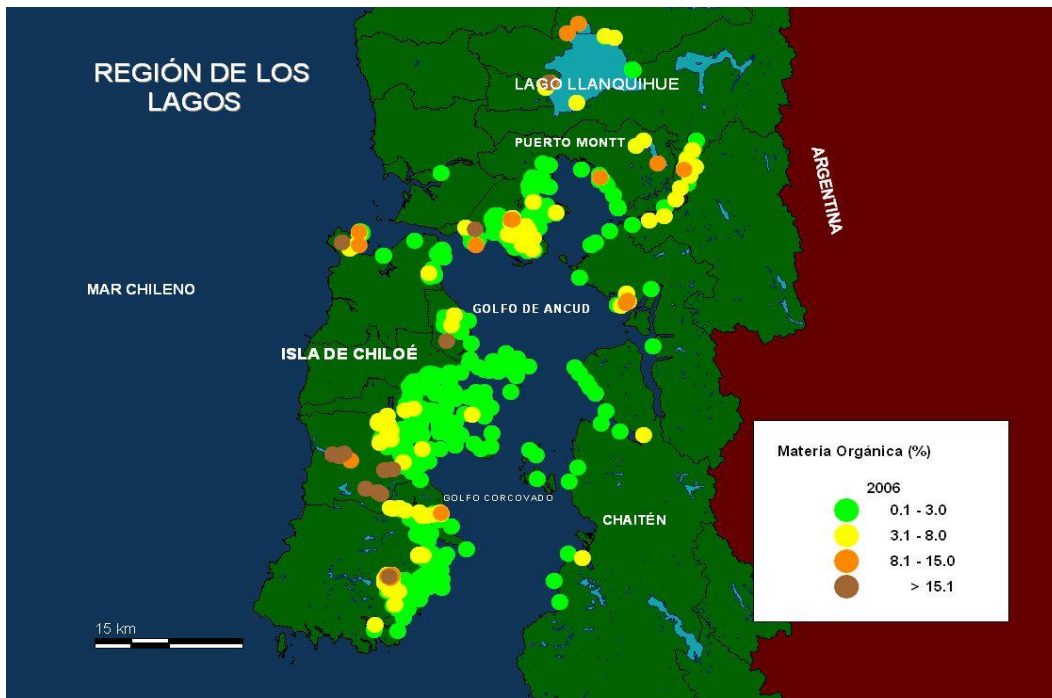 REGIÓN DE LOS
LAGOS
LAGO LLANQUIHUE
PUERTO MONTT
ARGENTINA
MAR CHILENO
GOLFO DE ANCUD
ISLA DE CHILOÉ
GOLFO CORCOVADO
CHAITÉN
Materia Orgánica (%)
2006
0.1 - 3.0
3.1 - 8.0
8.1 - 15.0
> 15.1
15 km